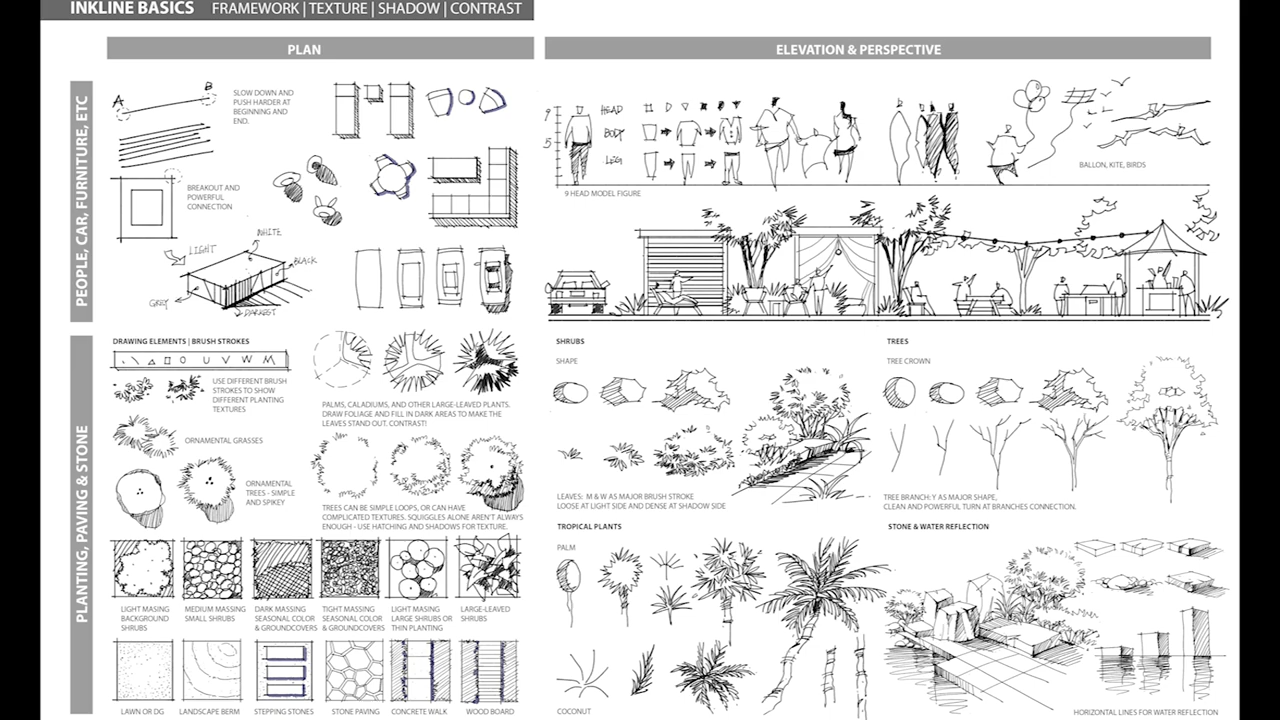 INKLINE BASICS FRAMEWORK | TEXTURE | SHADOW | CONTRAST
PLAN
ELEVATION & PERSPECTIVE
PEOPLE, CAR, FURNITURE, ETC
A
B
SLOW DOWN AND
PUSH HARDER AT
BEGINNING AND
END.
BREAKOUT AND
POWERFUL
CONNECTION
WHITE
LIGHT
BLACK
GRAY
DARKEST
9
5
HEAD
BODY
LEG
9 HEAD MODEL FIGURE
BALLON, KITE, BIRDS
PLANTING, PAVING & STONE
DRAWING ELEMENTS | BRUSH STROKES
U V W M
USE DIFFERENT BRUSH
STROKES TO SHOW
DIFFERENT PLANTING
TEXTURES
PALMS, CALADIUMS, AND OTHER LARGE-LEAVED PLANTS.
DRAW FOLIAGE AND FILL IN DARK AREAS TO MAKE THE
LEAVES STAND OUT. CONTRAST!
ORNAMENTAL GRASSES
ORNAMENTAL
TREES - SIMPLE
AND SPIKEY
TREES CAN BE SIMPLE LOOPS, OR CAN HAVE
COMPLICATED TEXTURES. SQUIGGLES ALONE AREN'T ALWAYS
ENOUGH - USE HATCHING AND SHADOWS FOR TEXTURE.
LIGHT MASING
BACKGROUND
SHRUBS
MEDIUM MASSING
SMALL SHRUBS
DARK MASSING
SEASONAL COLOR
& GROUNDCOVERS
TIGHT MASSING
SEASONAL COLOR
& GROUNDCOVERS
LIGHT MASING
LARGE SHRUBS OR
THIN PLANTING
LARGE-LEAVED
SHRUBS
LAWN OR DG
LANDSCAPE BERM
STEPPING STONES
STONE PAVING
CONCRETE WALK
WOOD BOARD
SHRUBS
SHAPE
LEAVES: M & W AS MAJOR BRUSH STROKE
LOOSE AT LIGHT SIDE AND DENSE AT SHADOW SIDE
TREES
TREE CROWN
TREE BRANCH: Y AS MAJOR SHAPE,
CLEAN AND POWERFUL TURN AT BRANCHES CONNECTION.
TROPICAL PLANTS
PALM
COCONUT
STONE & WATER REFLECTION
HORIZONTAL LINES FOR WATER REFLECTION